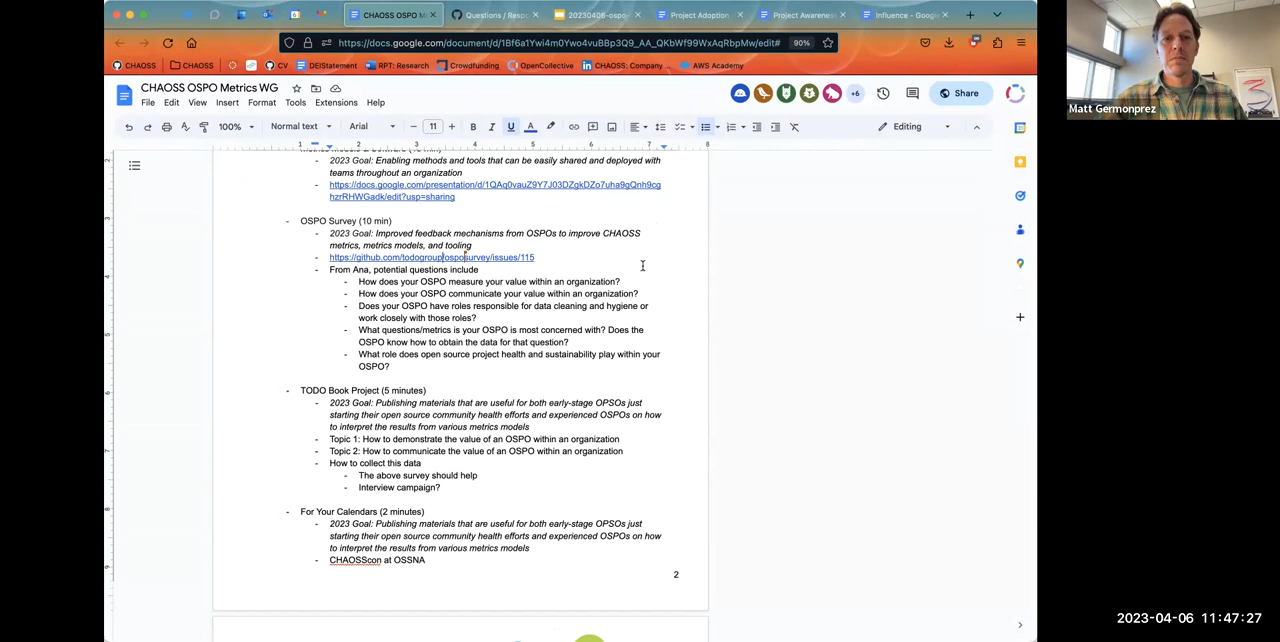 CHAOSS OSPO M
Questions / Respo
20230406-ospo-
Project Adoption
Project Awarenes
Influence - Google
https://docs.google.com/document/d/1Bf6a1Ywi4m0Ywo4vuBBp3Q9_AA_QKbWf99WxAqRbpMw/edit#
90%
CHAOSS
CHAOSS
CV
DEIStatement
RPT: Research
Crowdfunding
OpenCollective
CHAOSS: Company ...
AWS Academy
CHAOSS OSPO Metrics WG
File Edit View Insert Format Tools Extensions Help
+6
Share
100%
Normal text
Arial
11
Editing
1 2 3 4 5 6 7 8
- 2023 Goal: Enabling methods and tools that can be easily shared and deployed with
teams throughout an organization
- https://docs.google.com/presentation/d/1QAq0vauZ9Y7J03DZgkDZo7uha9gQnh9cg
hzrRHWGadk/edit?usp=sharing
- OSPO Survey (10 min)
- 2023 Goal: Improved feedback mechanisms from OSPOs to improve CHAOSS
metrics, metrics models, and tooling
- https://github.com/todogroup/osposurvey/issues/115
- From Ana, potential questions include
- How does your OSPO measure your value within an organization?
- How does your OSPO communicate your value within an organization?
- Does your OSPO have roles responsible for data cleaning and hygiene or
work closely with those roles?
- What questions/metrics is your OSPO is most concerned with? Does the
OSPO know how to obtain the data for that question?
- What role does open source project health and sustainability play within your
OSPO?
- TODO Book Project (5 minutes)
- 2023 Goal: Publishing materials that are useful for both early-stage OPSOs just
starting their open source community health efforts and experienced OSPOs on how
to interpret the results from various metrics models
- Topic 1: How to demonstrate the value of an OSPO within an organization
- Topic 2: How to communicate the value of an OSPO within an organization
- How to collect this data
- The above survey should help
- Interview campaign?
- For Your Calendars (2 minutes)
- 2023 Goal: Publishing materials that are useful for both early-stage OPSOs just
starting their open source community health efforts and experienced OSPOs on how
to interpret the results from various metrics models
- CHAOSScon at OSSNA
2
Matt Germonprez
2023-04-06 11:47:27